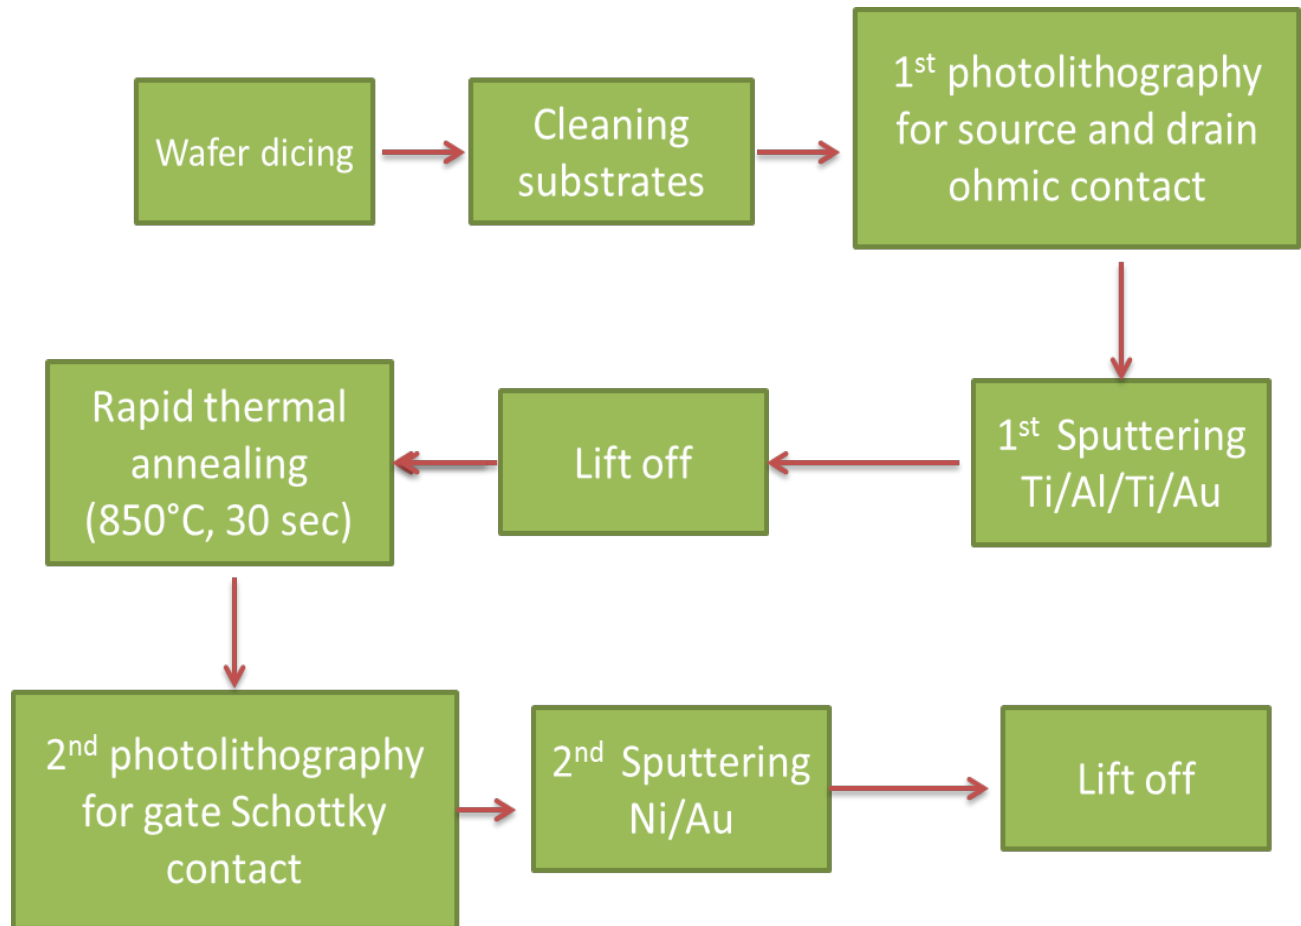 Wafer dicing
Cleaning
substrates
1st photolithography
for source and drain
ohmic contact
1st Sputtering
Ti/Al/Ti/Au
Lift off
Rapid thermal
annealing
(850°C, 30 sec)
2nd photolithography
for gate Schottky
contact
2nd Sputtering
Ni/Au
Lift off